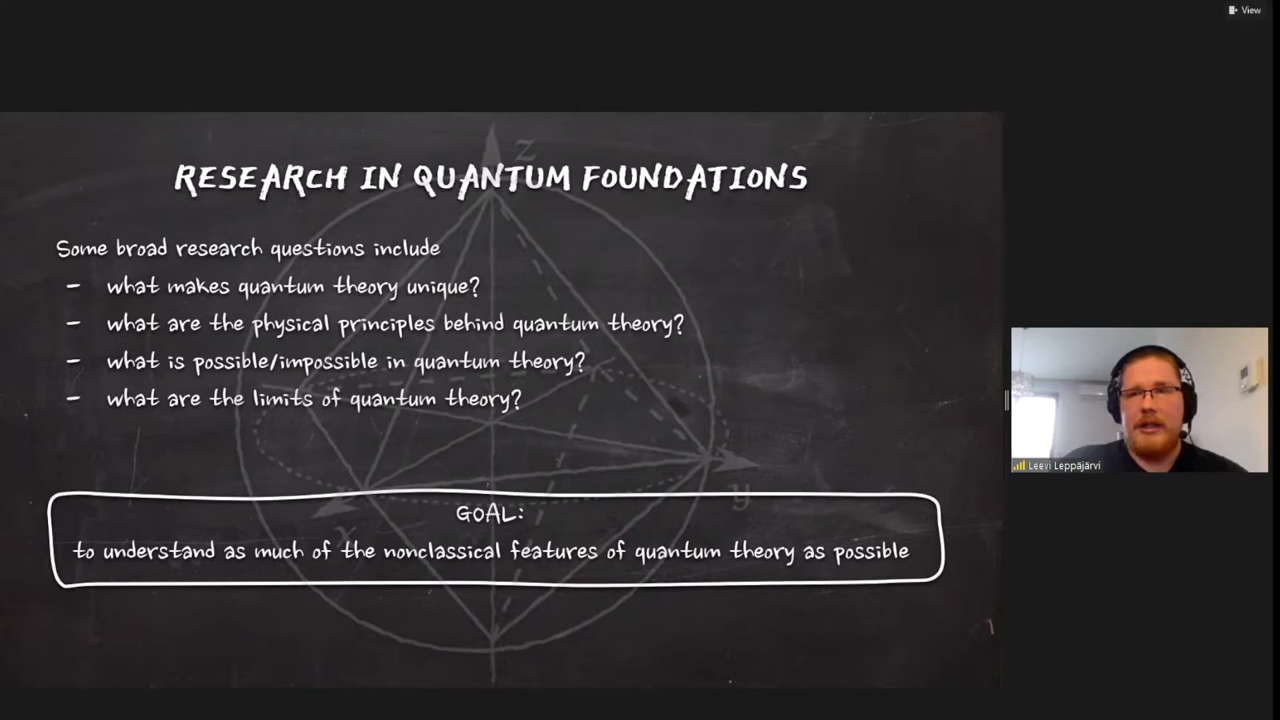 View
z
RESEARCH IN QUANTUM FOUNDATIONS
Some broad research questions include
- what makes quantum theory unique?
- what are the physical principles behind quantum theory?
- what is possible/impossible in quantum theory?
- what are the limits of quantum theory?
y
x
GOAL:
to understand as much of the nonclassical features of quantum theory as possible
Leevi Leppäjärvi